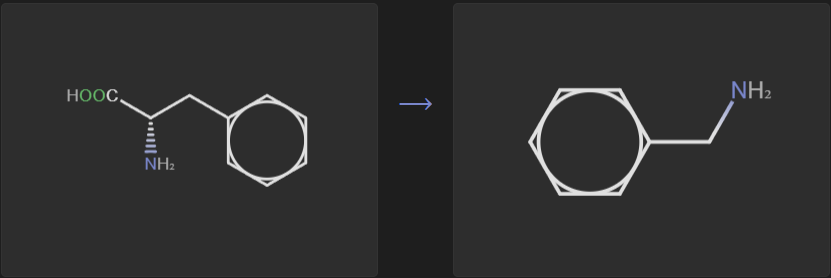 HOOC
NH₂
→
NH₂